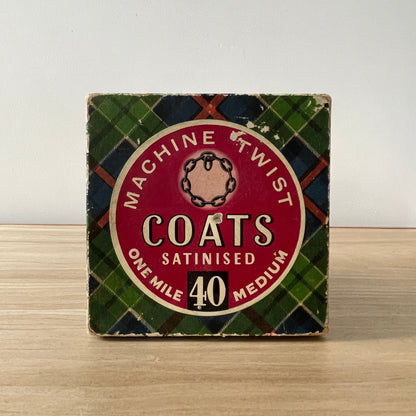 MACHINE TWIST
COATS
SATINISED
ONE MILE 40 MEDIUM